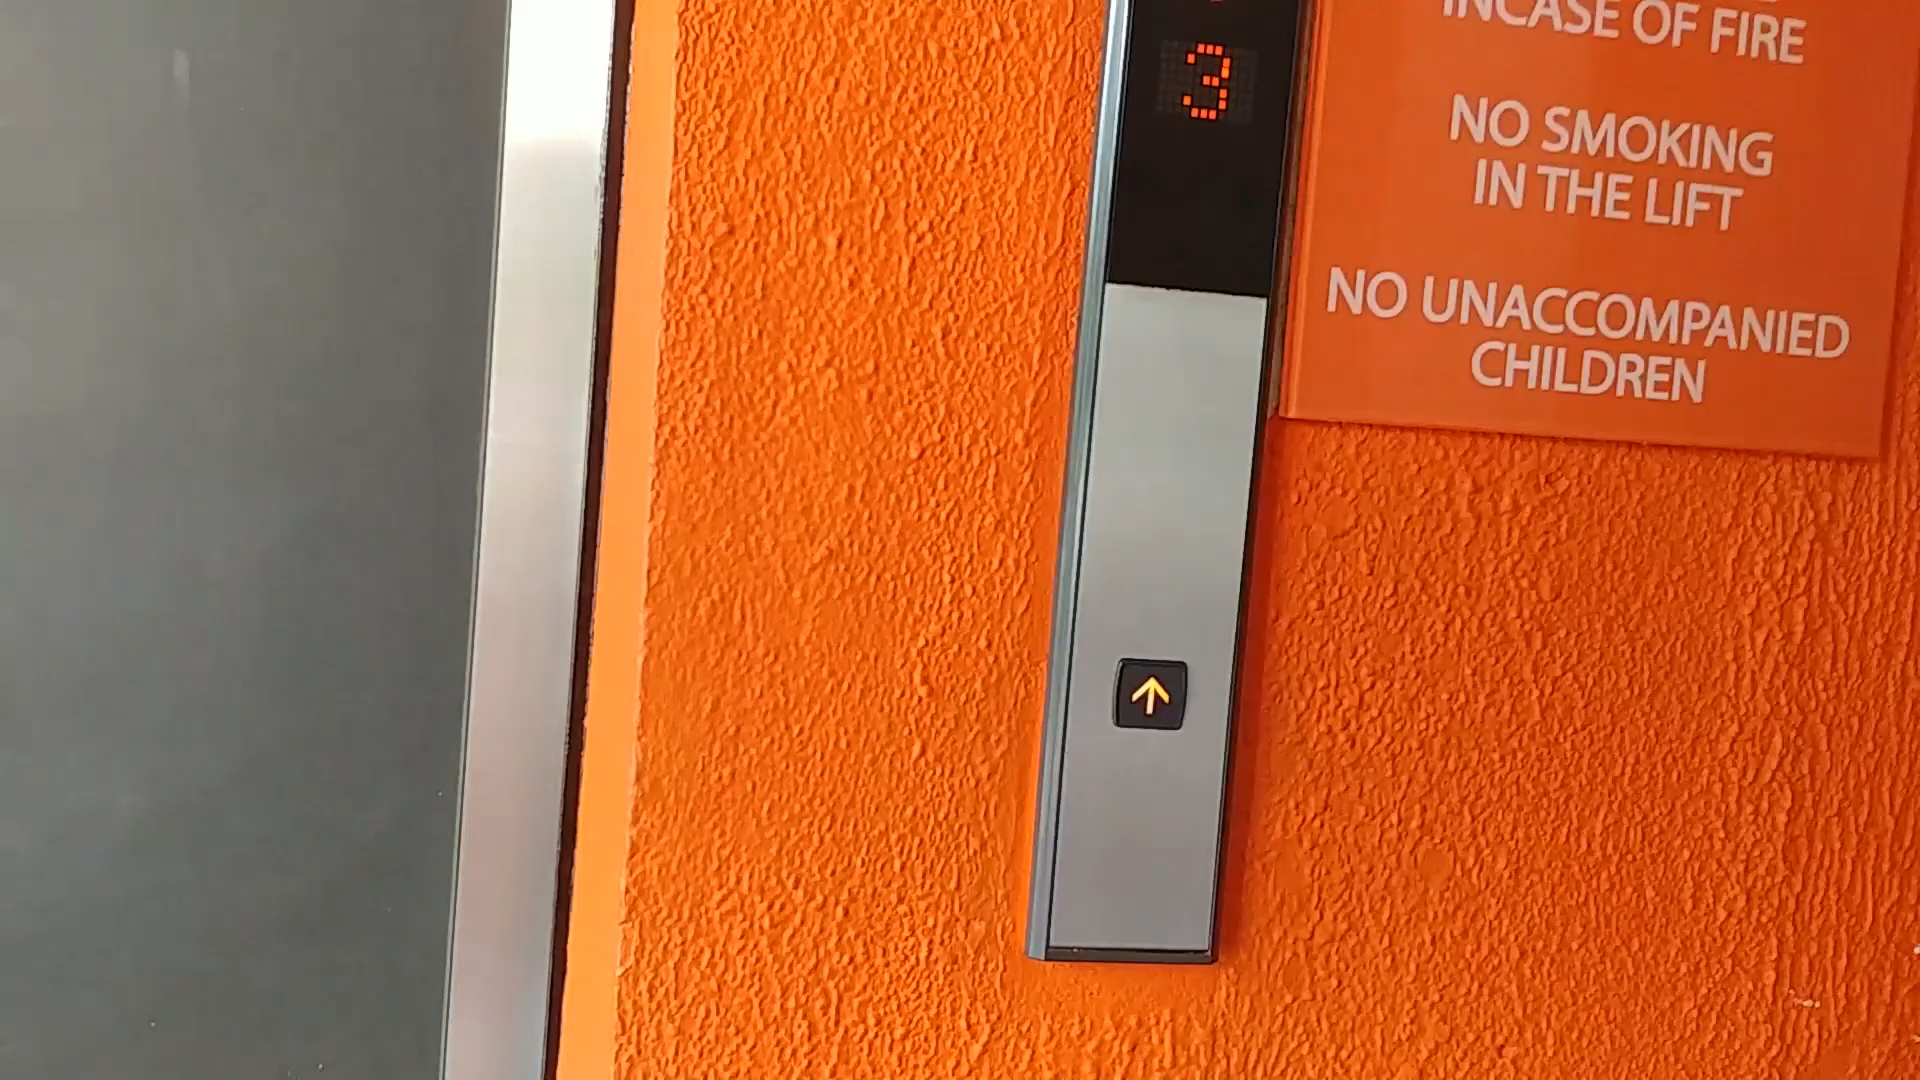 3
INCASE OF FIRE
NO SMOKING
IN THE LIFT
NO UNACCOMPANIED
CHILDREN